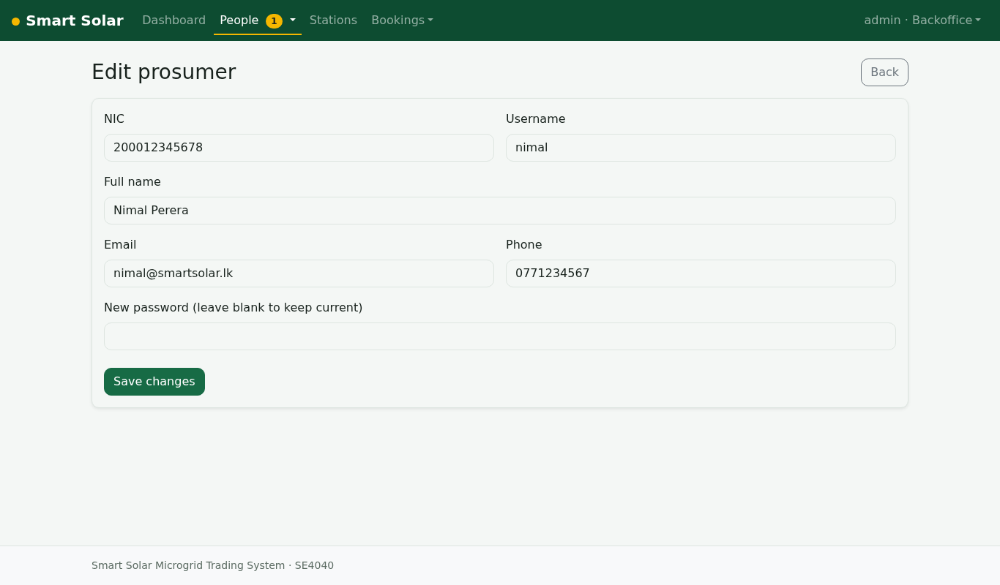 Smart Solar Dashboard People 1 Stations Bookings admin · Backoffice
Edit prosumer Back
NIC Username
200012345678 nimal
Full name
Nimal Perera
Email Phone
nimal@smartsolar.lk 0771234567
New password (leave blank to keep current)
Save changes
Smart Solar Microgrid Trading System · SE4040